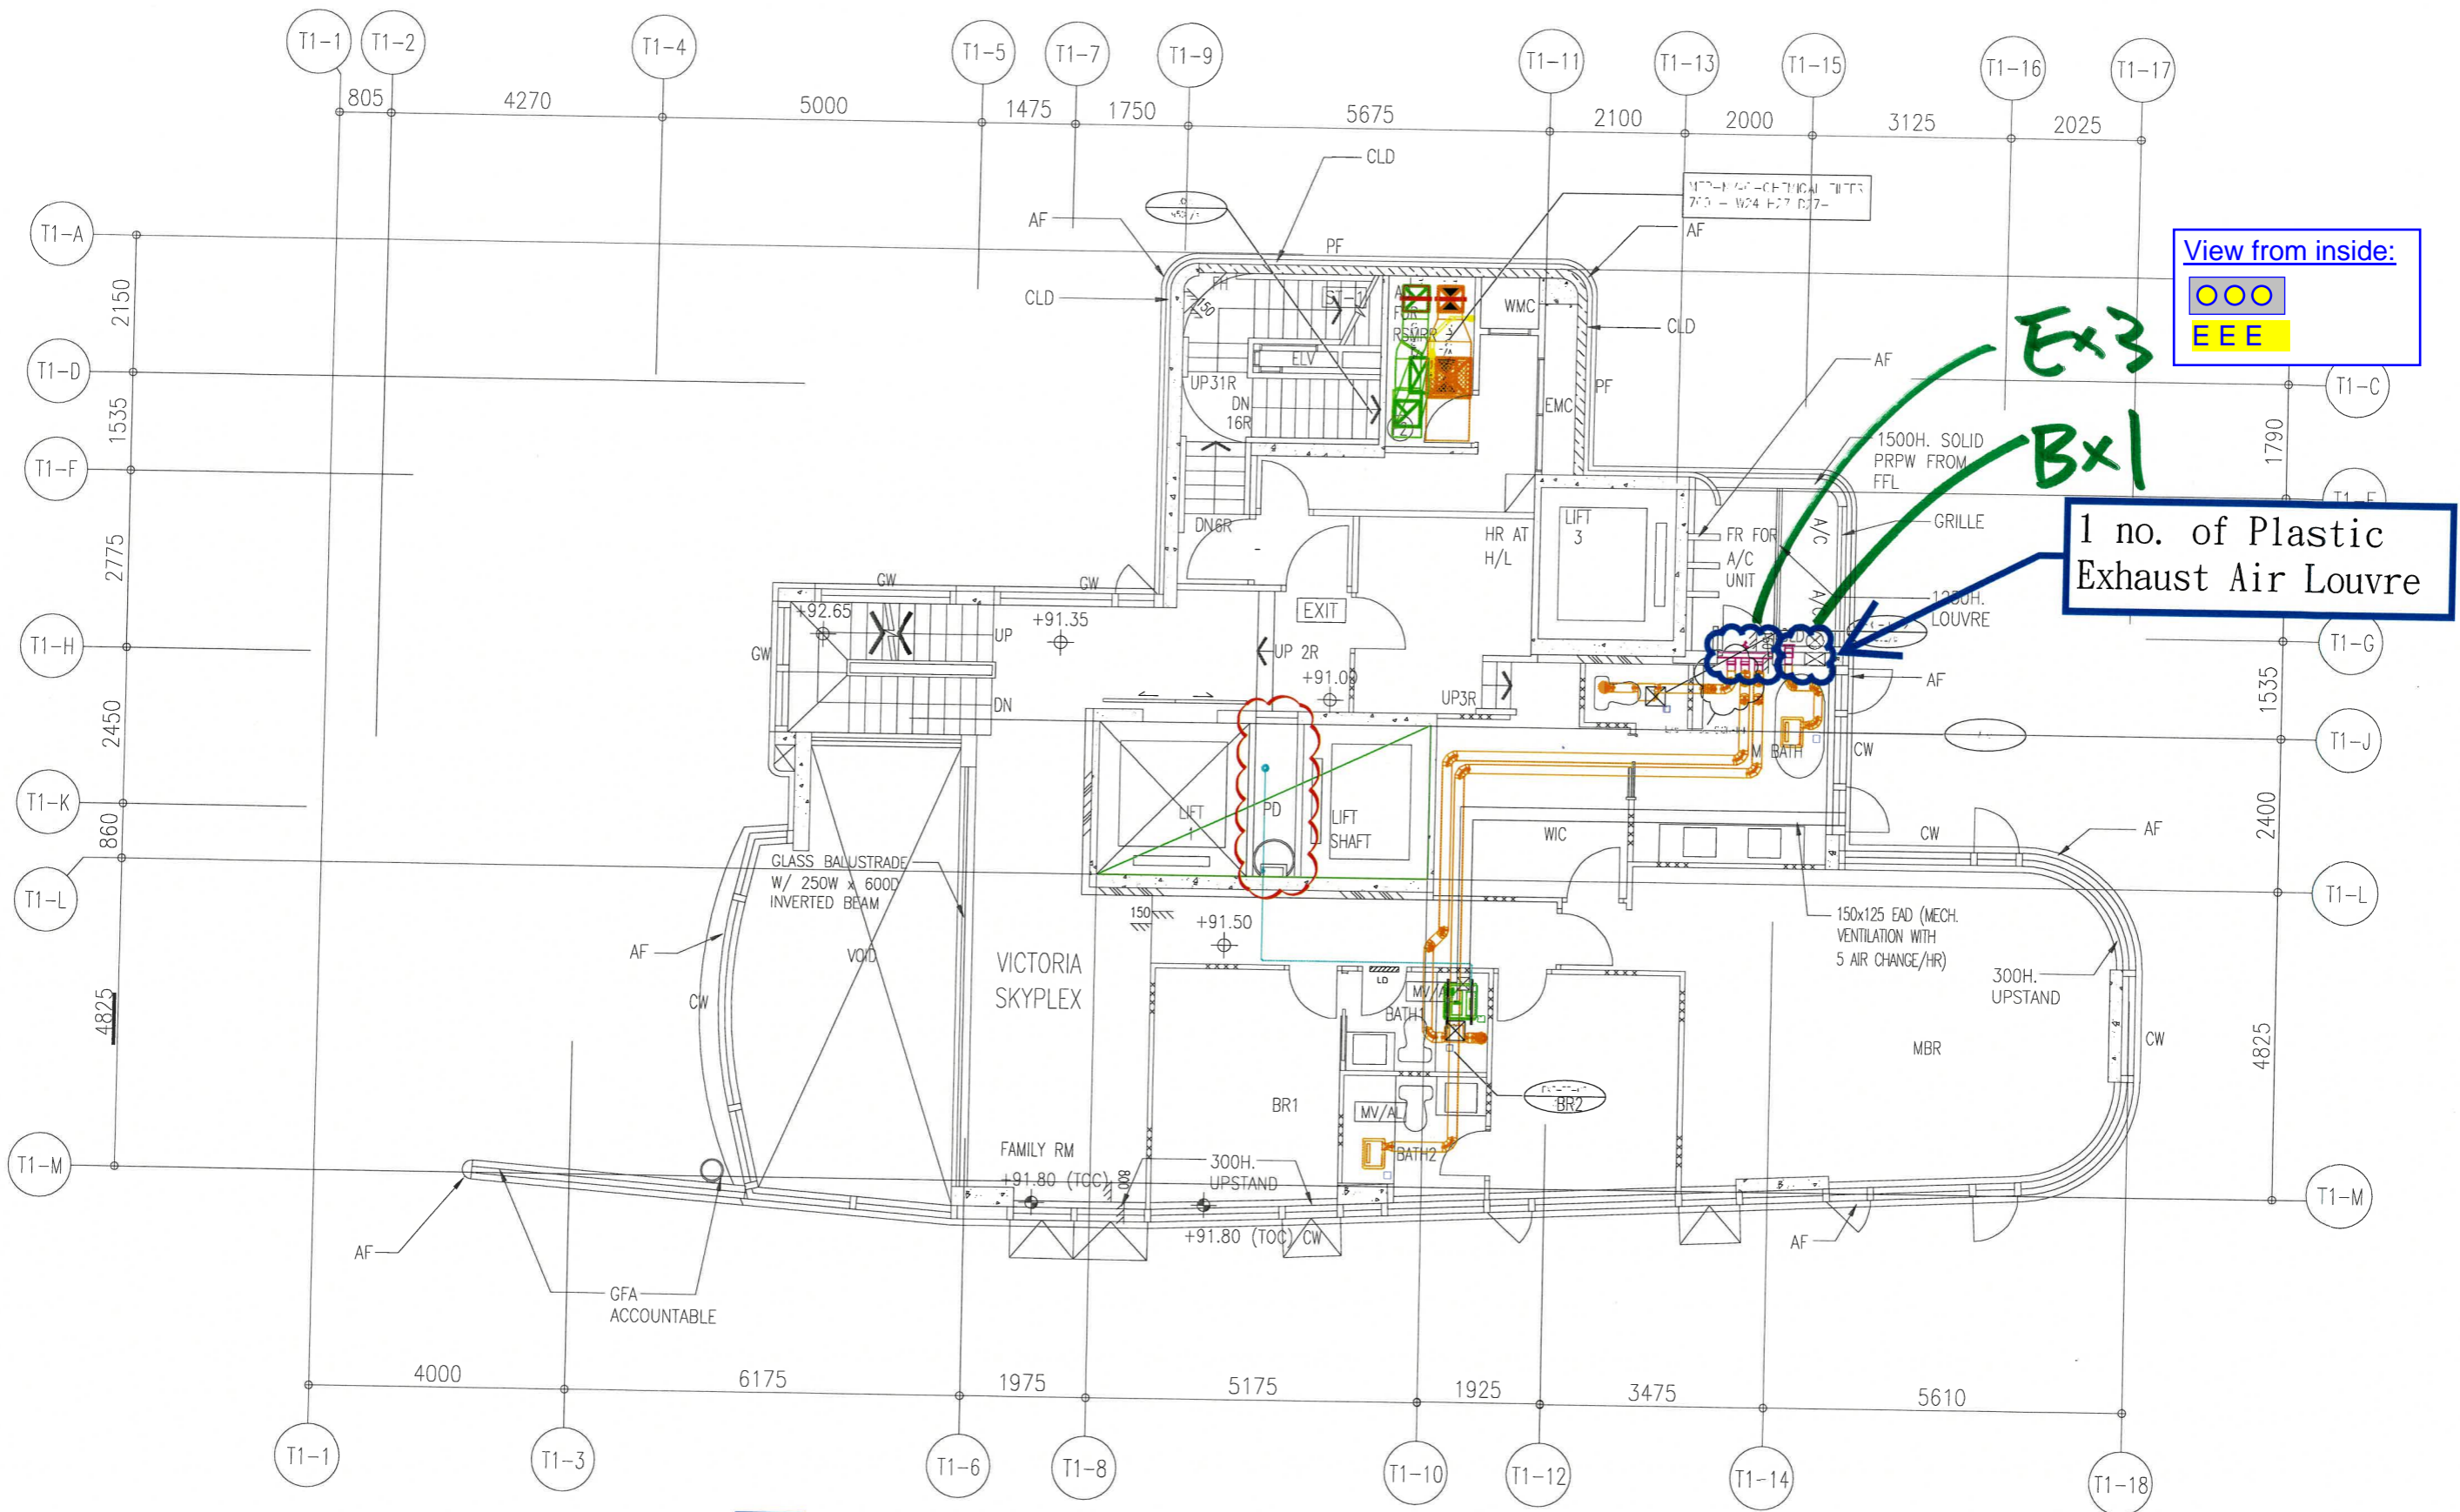 T1-1
T1-2
T1-4
T1-5
T1-7
T1-9
T1-11
T1-13
T1-15
T1-16
T1-17
805
4270
5000
1475
1750
5675
2100
2000
3125
2025
T1-A
T1-D
T1-F
T1-H
T1-K
T1-L
T1-M
2150
1535
2775
2450
860
4825
View from inside:
E E E
Ex3
Bx1
1 no. of Plastic
Exhaust Air Louvre
T1-C
T1-G
T1-J
T1-L
T1-M
1790
1535
2400
4825
CLD
AF
PF
AF
CLD
FH
150
ST-1
FOR
WMC
CLD
ELV
UP31R
DN
16R
EMC
PF
AF
1500H. SOLID
PRPW FROM
FFL
GRILLE
DN6R
HR AT
H/L
LIFT
3
FR FOR
A/C
UNIT
A/C
A/C
LOUVRE
GW
GW
GW
+92.65
+91.35
UP
DN
EXIT
UP 2R
UP3R
AF
M BATH
CW
LIFT
1
PD
LIFT
SHAFT
WIC
CW
AF
GLASS BALUSTRADE
W/ 250W x 600D
INVERTED BEAM
150
+91.50
150x125 EAD (MECH.
VENTILATION WITH
5 AIR CHANGE/HR)
300H.
UPSTAND
AF
VOID
VICTORIA
SKYPLEX
CW
LD
BATH1
MBR
CW
BR1
MV/AL
BR2
BATH2
FAMILY RM
+91.80 (TOC)
800
300H.
UPSTAND
+91.80 (TOC)
CW
AF
AF
GFA
ACCOUNTABLE
4000
6175
1975
5175
1925
3475
5610
T1-1
T1-3
T1-6
T1-8
T1-10
T1-12
T1-14
T1-18